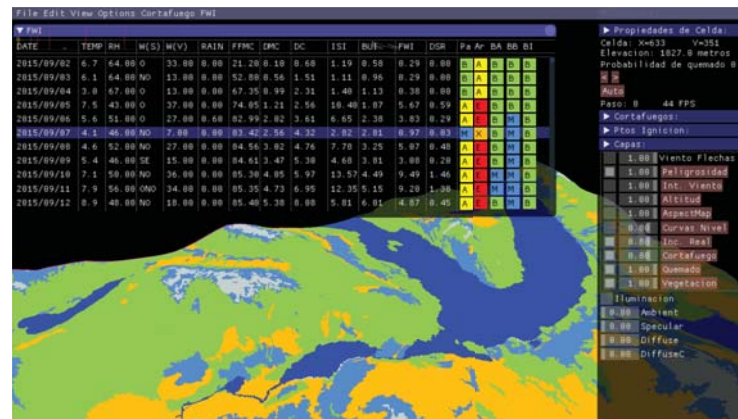 File Edit View Options Cortafuego FWI
FWI
DATE TEMP RH W(S) W(V) RAIN FFMC DMC DC ISI BUI FWI DSR Pa Ar BA BB BI
2015/09/02 6.7 64.00 O 33.00 0.00 21.20 0.10 0.60 1.19 0.58 0.29 0.00 B A B B B
2015/09/03 6.1 64.00 NO 13.00 0.00 52.80 0.56 1.51 1.11 0.96 0.29 0.00 B A B B B
2015/09/04 3.0 67.00 O 13.00 0.00 67.35 0.99 2.31 1.40 1.13 0.38 0.00 B A B B B
2015/09/05 7.5 43.00 O 37.00 0.00 74.05 1.21 2.56 10.40 1.87 5.67 0.59 A E B B B
2015/09/06 5.6 51.00 O 27.00 0.60 82.99 2.02 3.61 6.65 2.38 3.83 0.29 A E B M B
2015/09/07 4.1 46.00 NO 7.00 0.00 83.42 2.56 4.32 2.82 2.81 0.97 0.03 M X B A B
2015/09/08 4.6 52.00 NO 27.00 0.00 84.56 3.02 4.76 7.70 3.25 5.07 0.48 A E B M B
2015/09/09 5.4 46.00 SE 15.00 0.00 84.61 3.47 5.30 4.60 3.81 3.08 0.20 A E B M B
2015/09/10 7.1 50.00 NO 36.00 0.00 85.30 4.05 5.97 13.57 4.49 9.49 1.46 A E M M B
2015/09/11 7.9 56.00 ONO 34.00 0.00 85.35 4.73 6.95 12.35 5.15 9.20 1.38 A E B M B
2015/09/12 8.9 40.00 NO 18.00 0.00 85.40 5.38 8.08 5.81 6.01 4.87 0.45 A E B M B
Propiedades de Celda:
Celda: X=633 Y=351
Elevacion: 1027.0 metros
Probabilidad de quemado 0
< >
Auto
Paso: 0 44 FPS
Cortafuegos:
Ptos Ignicion:
Capas:
1.00 Viento Flechas
1.00 Peligrosidad
1.00 Int. Viento
1.00 Altitud
1.00 AspectMap
Curvas Nivel
Inc. Real
0.00 Cortafuego
1.00 Quemado
1.00 Vegetacion
Iluminacion
0.00 Ambient
0.00 Specular
0.00 Diffuse
0.00 DiffuseC